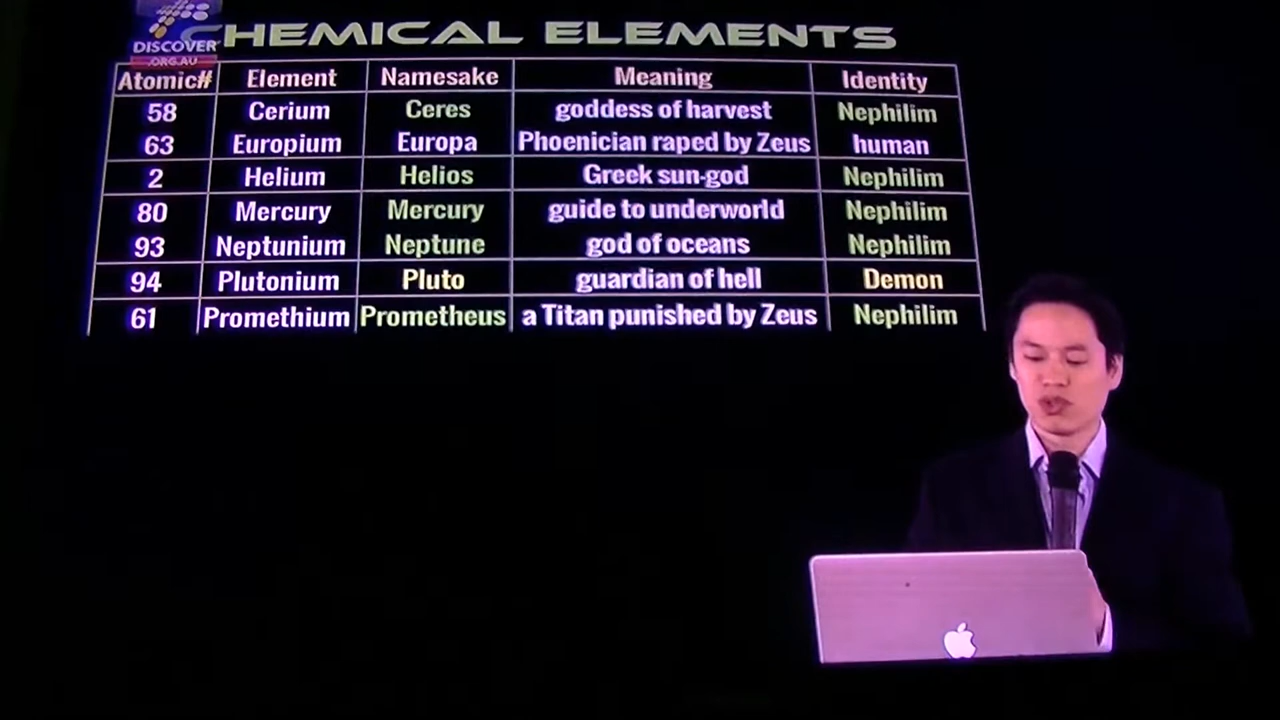 DISCOVER
.ORG.AU
CHEMICAL ELEMENTS
Atomic# Element Namesake Meaning Identity
58 Cerium Ceres goddess of harvest Nephilim
63 Europium Europa Phoenician raped by Zeus human
2 Helium Helios Greek sun-god Nephilim
80 Mercury Mercury guide to underworld Nephilim
93 Neptunium Neptune god of oceans Nephilim
94 Plutonium Pluto guardian of hell Demon
61 Promethium Prometheus a Titan punished by Zeus Nephilim